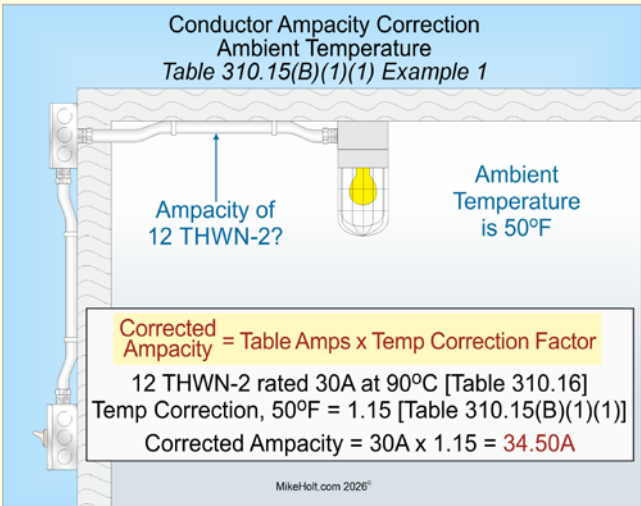 Conductor Ampacity Correction
Ambient Temperature
Table 310.15(B)(1)(1) Example 1
Ampacity of
12 THWN-2?
Ambient
Temperature
is 50ºF
Corrected
Ampacity = Table Amps x Temp Correction Factor
12 THWN-2 rated 30A at 90ºC [Table 310.16]
Temp Correction, 50ºF = 1.15 [Table 310.15(B)(1)(1)]
Corrected Ampacity = 30A x 1.15 = 34.50A
MikeHolt.com 2026®